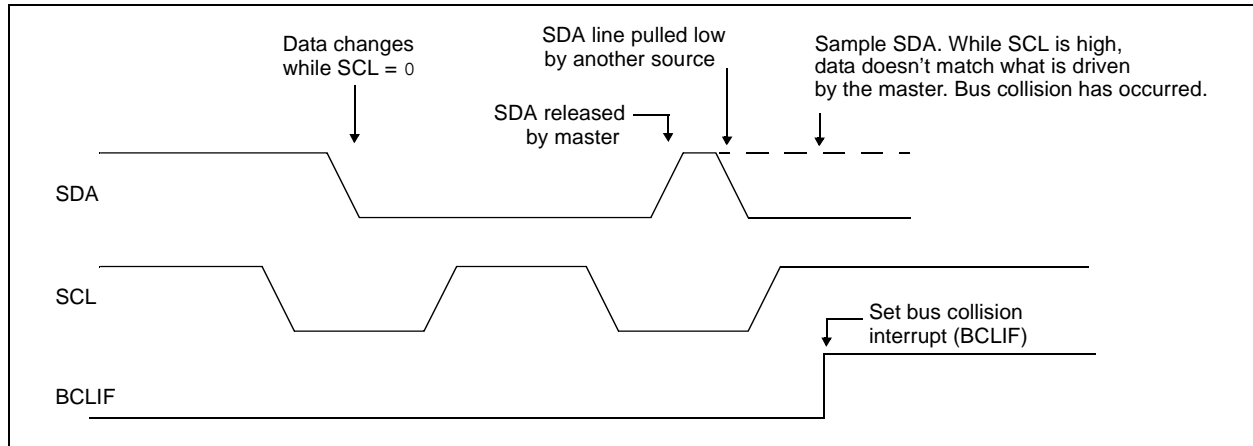 Data changes
while SCL = 0
SDA line pulled low
by another source
SDA released
by master
Sample SDA. While SCL is high,
data doesn’t match what is driven
by the master. Bus collision has occurred.
SDA
SCL
Set bus collision
interrupt (BCLIF)
BCLIF